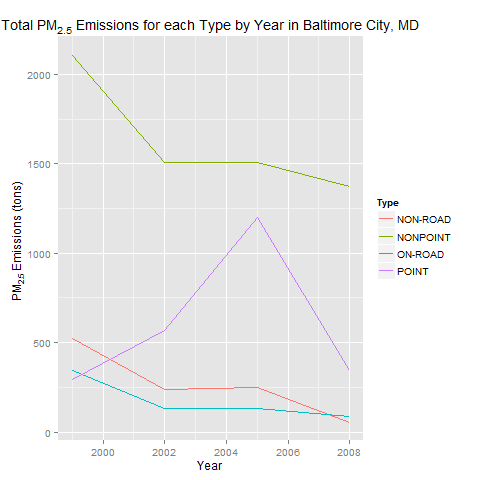 Total PM2.5 Emissions for each Type by Year in Baltimore City, MD
2000
1500
1000
500
0
PM2.5 Emissions (tons)
2000
2002
2004
2006
2008
Year
Type
NON-ROAD
NONPOINT
ON-ROAD
POINT